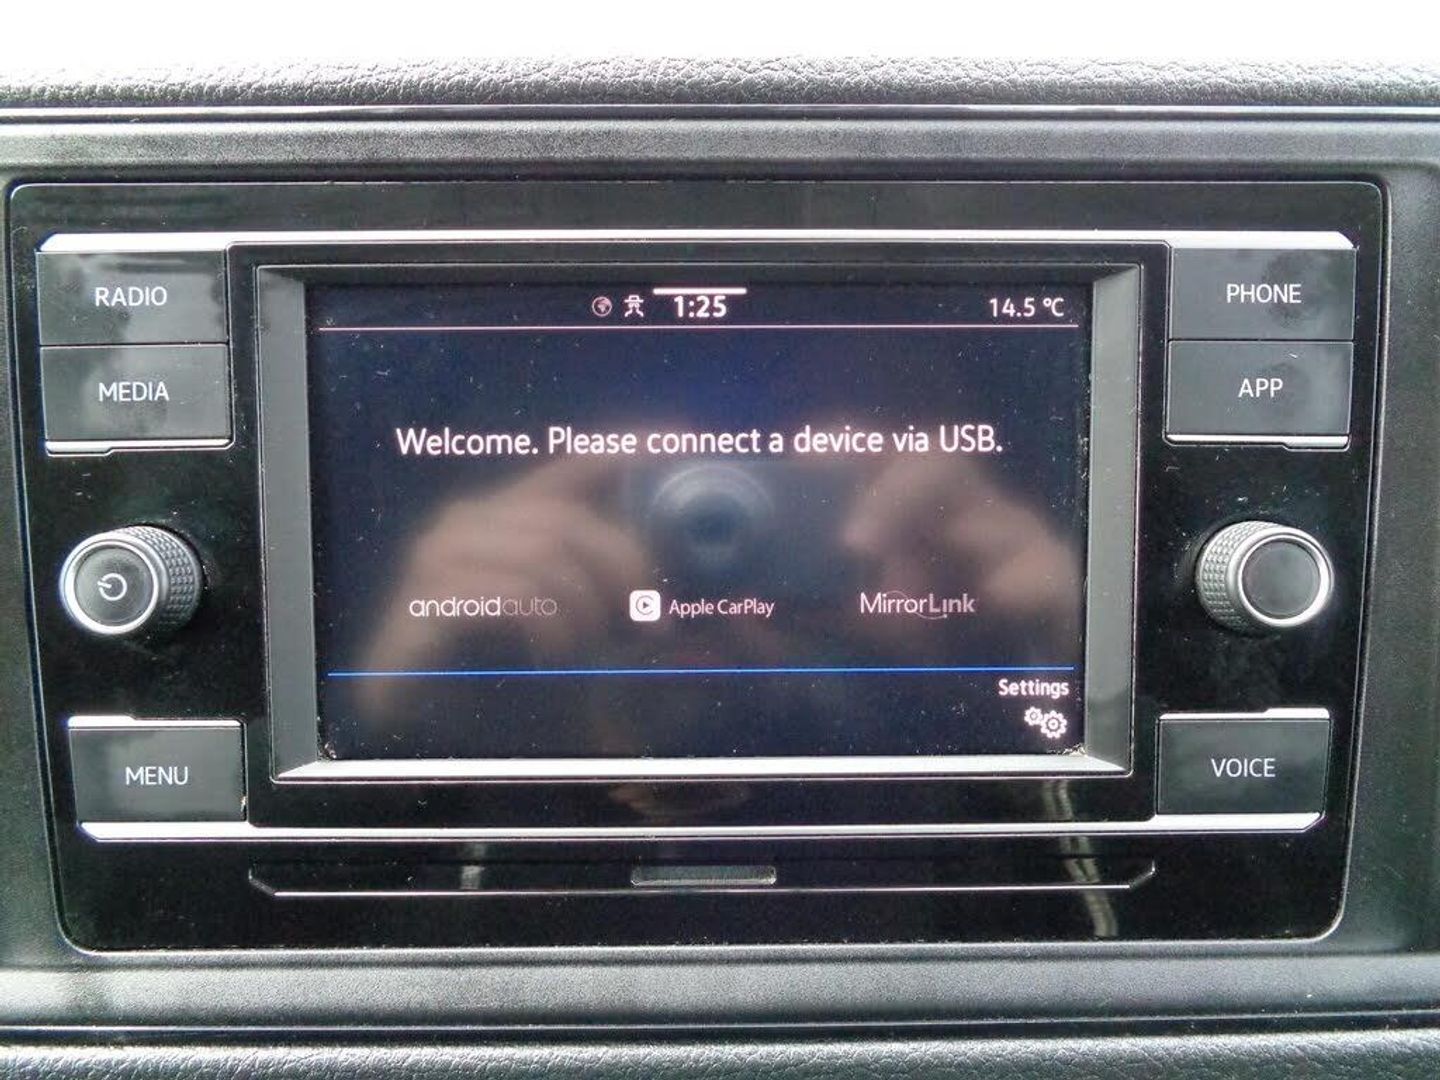 RADIO
MEDIA
MENU
1:25
14.5 °C
Welcome. Please connect a device via USB.
androidauto
Apple CarPlay
MirrorLink
Settings
PHONE
APP
VOICE